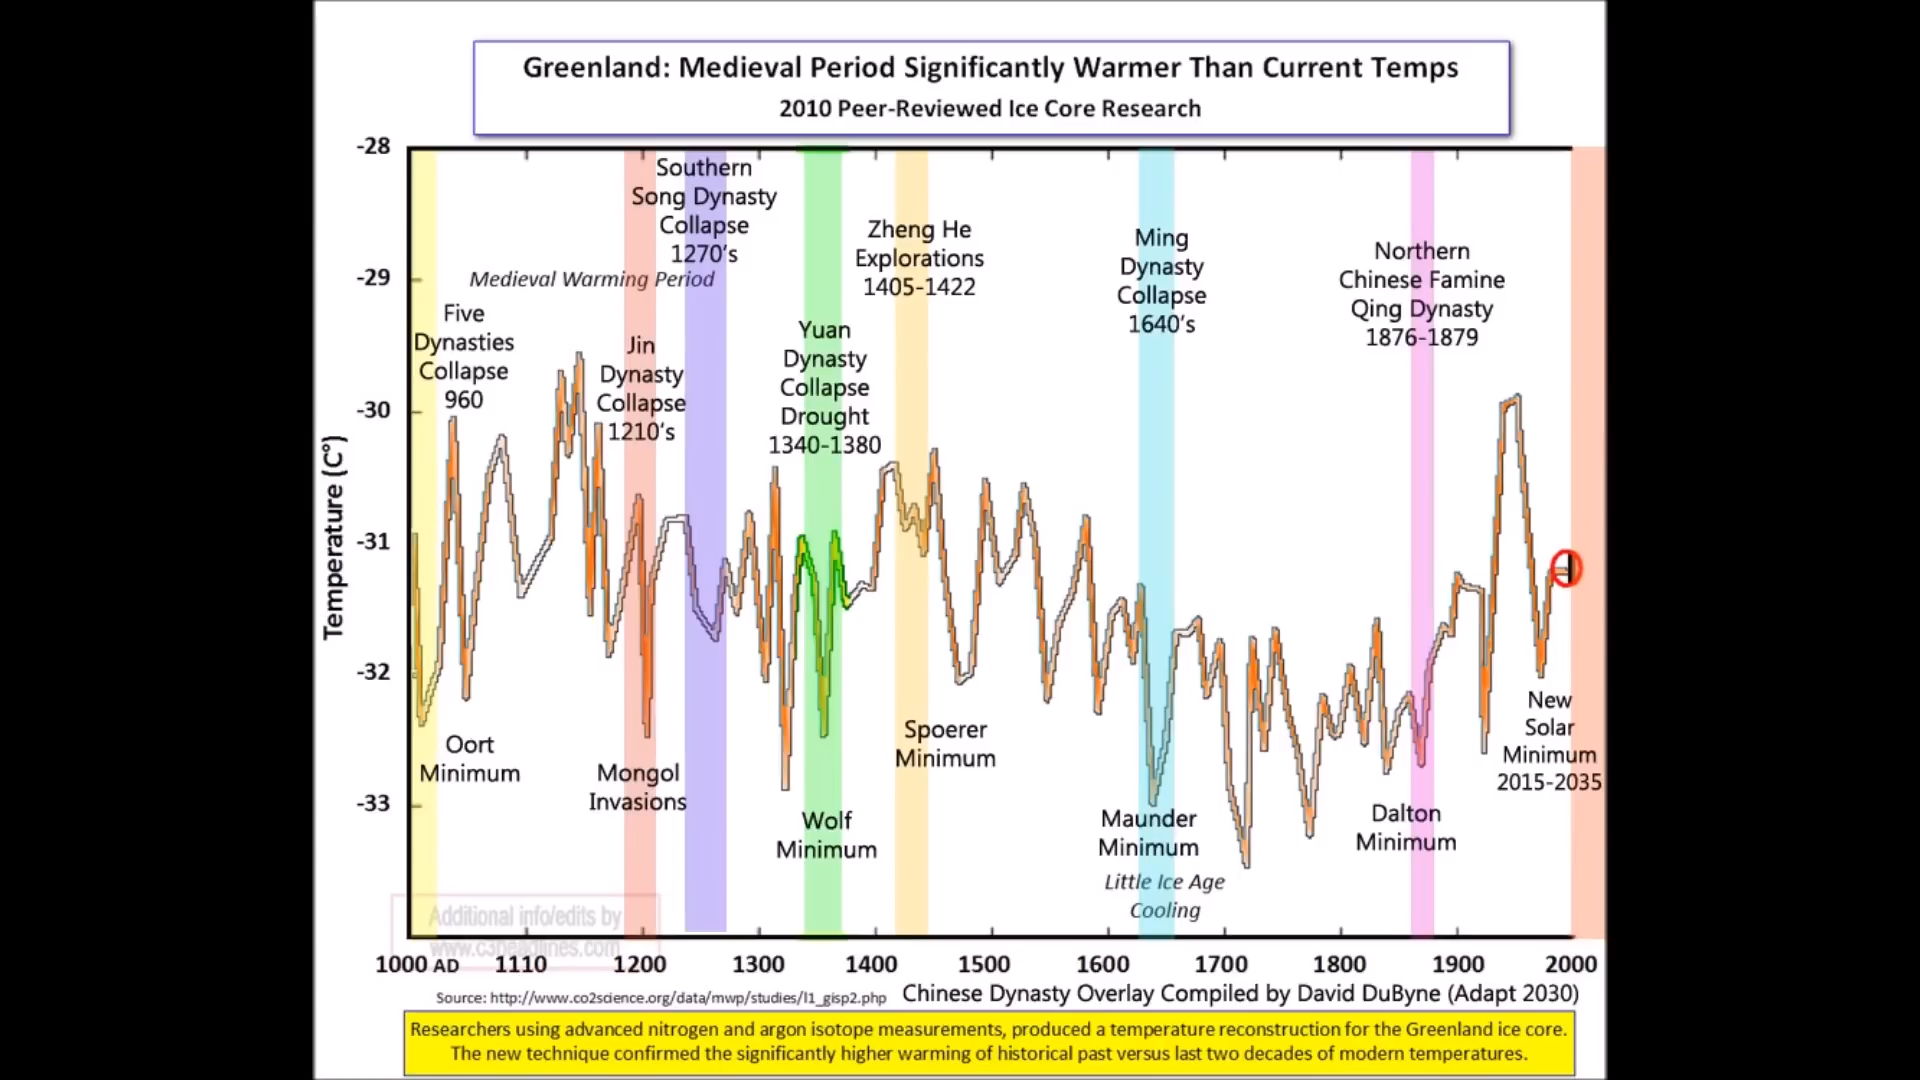 Greenland: Medieval Period Significantly Warmer Than Current Temps
2010 Peer-Reviewed Ice Core Research
Temperature (C°)
-28
-29
-30
-31
-32
-33
Medieval Warming Period
Five
Dynasties
Collapse
960
Jin
Dynasty
Collapse
1210's
Southern
Song Dynasty
Collapse
1270's
Yuan
Dynasty
Collapse
Drought
1340-1380
Zheng He
Explorations
1405-1422
Ming
Dynasty
Collapse
1640's
Northern
Chinese Famine
Qing Dynasty
1876-1879
Oort
Minimum
Mongol
Invasions
Wolf
Minimum
Spoerer
Minimum
Maunder
Minimum
Little Ice Age
Cooling
Dalton
Minimum
New
Solar
Minimum
2015-2035
Additional info/edits by
www.c3headlines.com
1000 AD 1110 1200 1300 1400 1500 1600 1700 1800 1900 2000
Source: http://www.co2science.org/data/mwp/studies/l1_gisp2.php
Chinese Dynasty Overlay Compiled by David DuByne (Adapt 2030)
Researchers using advanced nitrogen and argon isotope measurements, produced a temperature reconstruction for the Greenland ice core.
The new technique confirmed the significantly higher warming of historical past versus last two decades of modern temperatures.